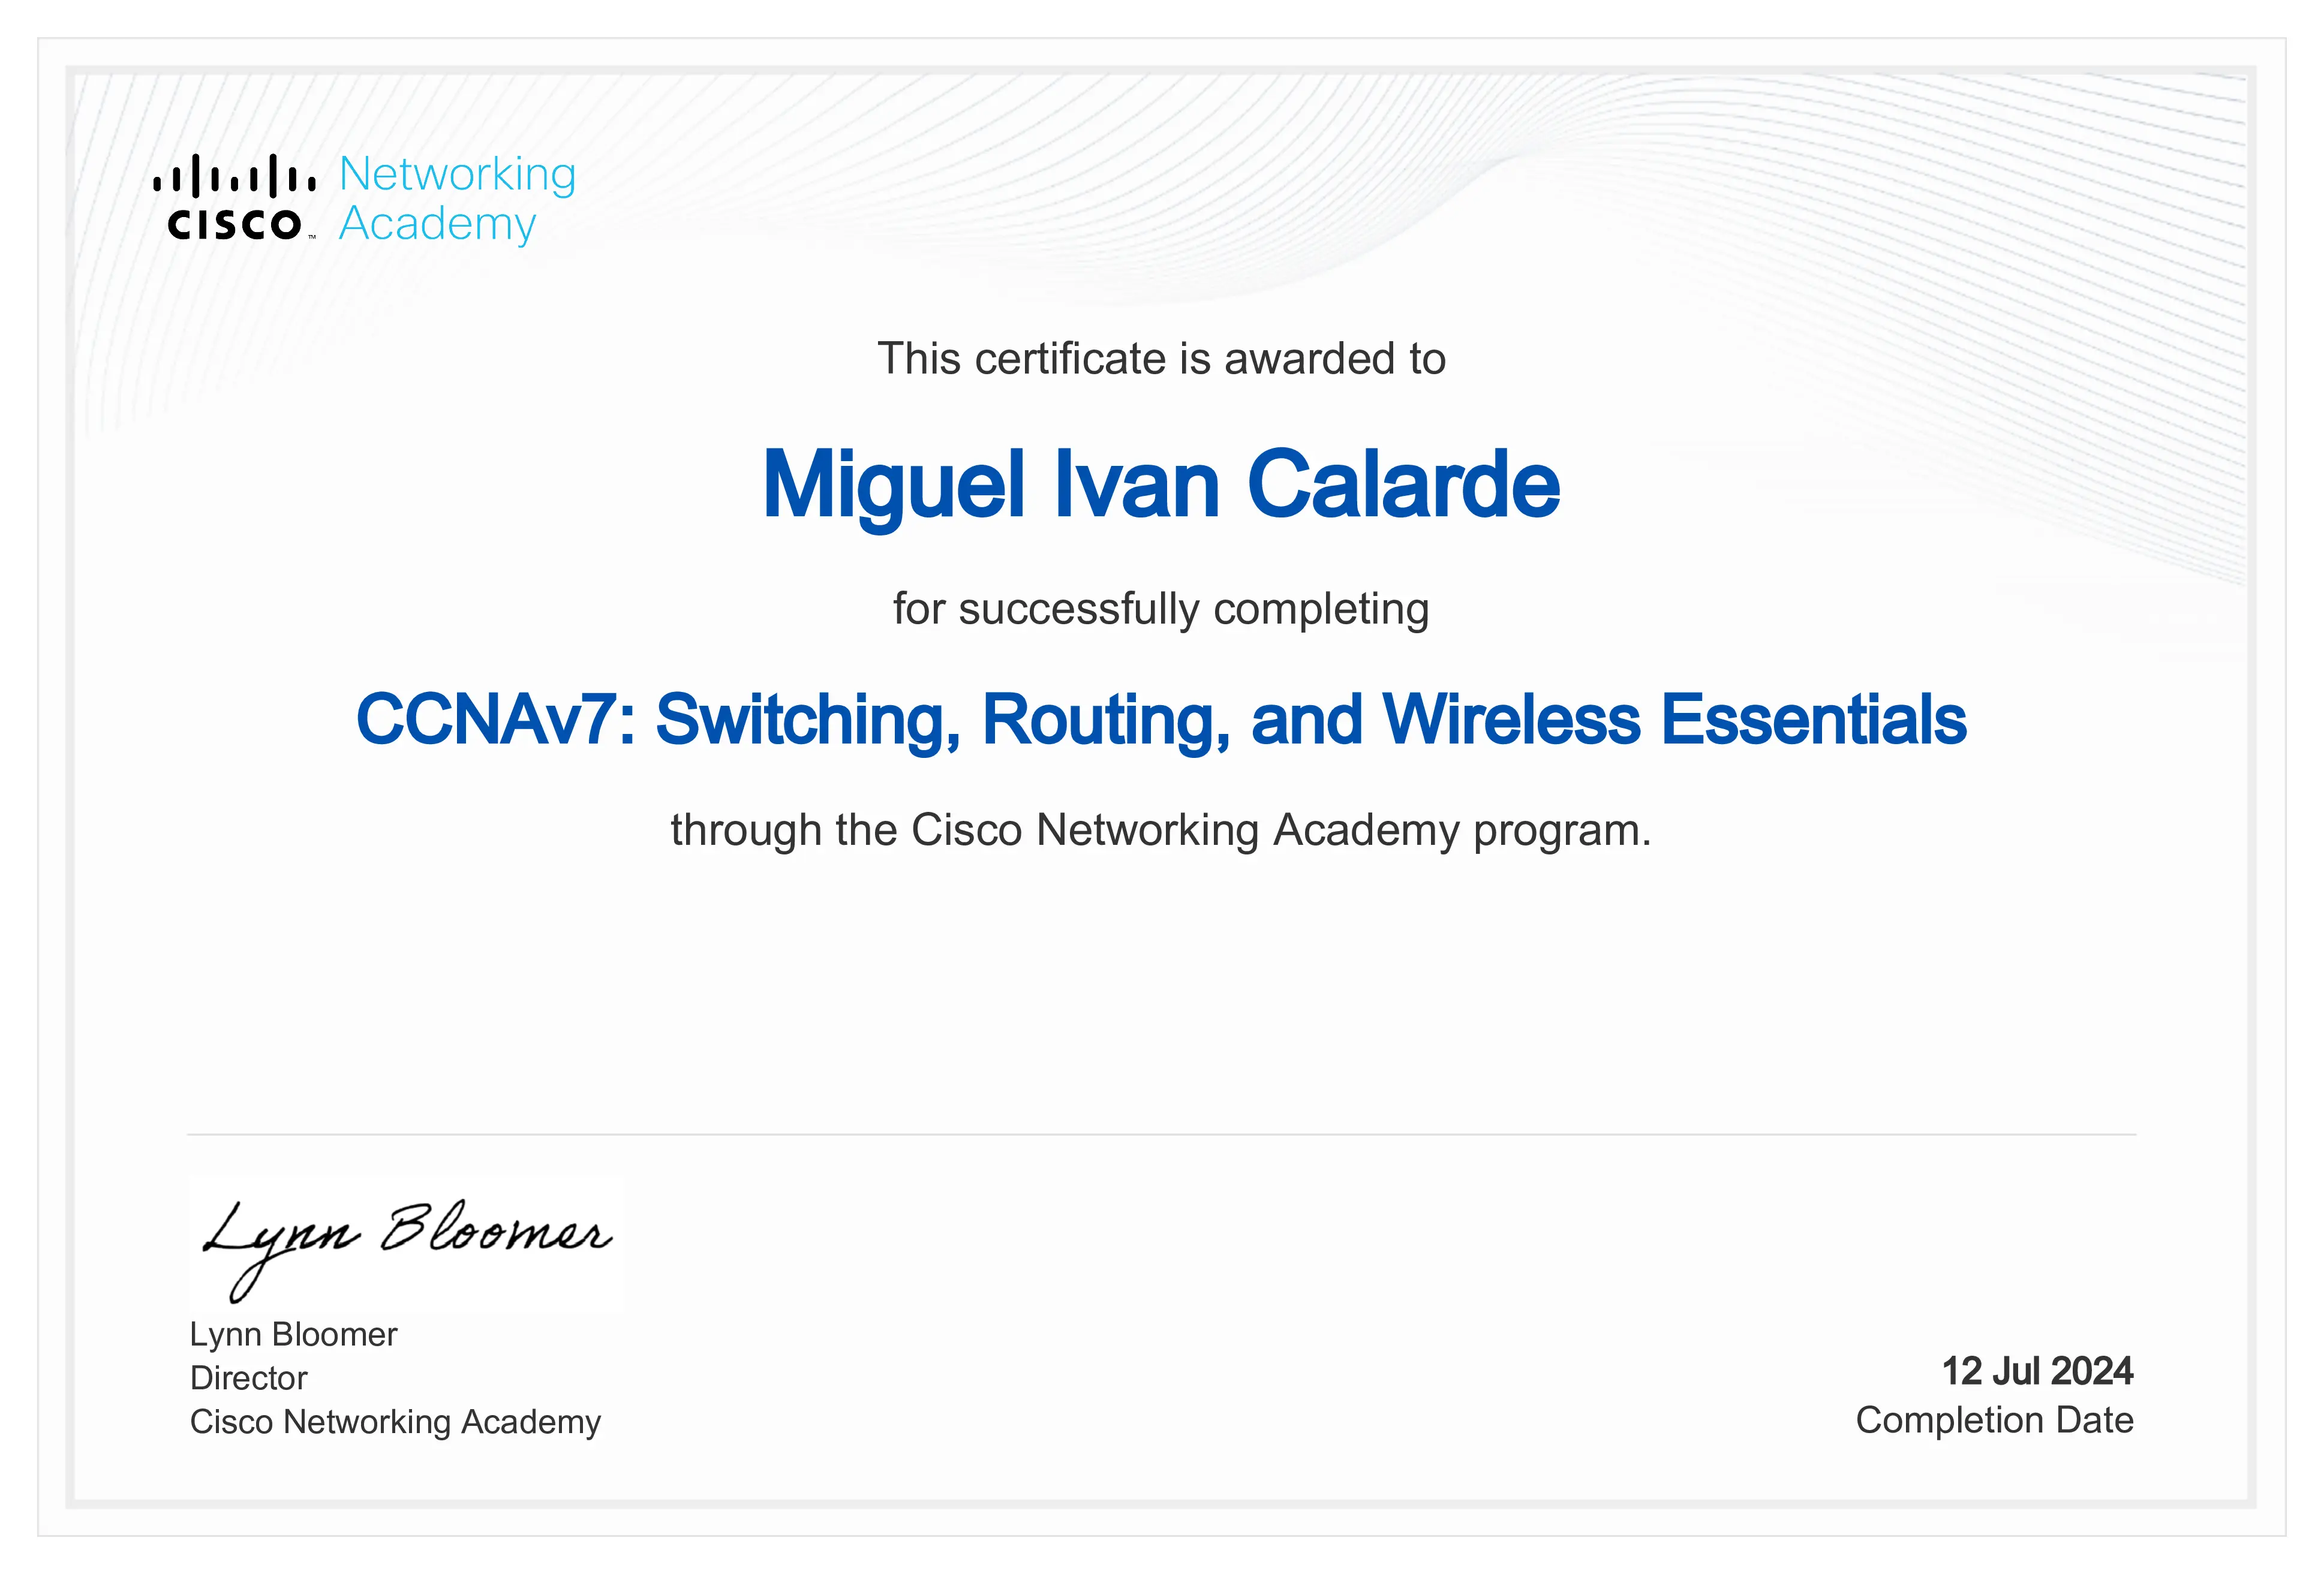 CISCO™
Networking
Academy
This certificate is awarded to
Miguel Ivan Calarde
for successfully completing
CCNAv7: Switching, Routing, and Wireless Essentials
through the Cisco Networking Academy program.
Lynn Bloomer
Lynn Bloomer
Director
Cisco Networking Academy
12 Jul 2024
Completion Date